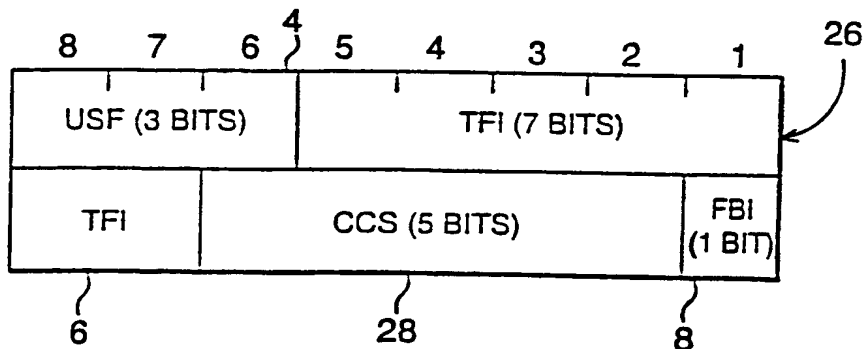 4
8 7 6 5 4 3 2 1 26
USF (3 BITS) TFI (7 BITS)
TFI CCS (5 BITS) FBI
(1 BIT)
6 28 8